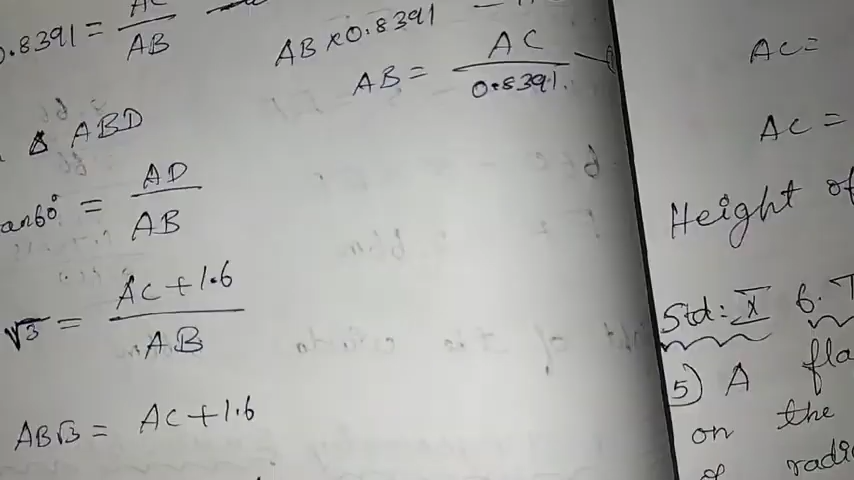 0.8391 = AC / AB
AB × 0.8391 =
AB = AC / 0.8391
Δ ABD
tan60° = AD / AB
√3 = AC+1.6 / AB
AB√3 = AC+1.6
AC =
AC =
Height of
Std: X 6.
5) A fla
on the
of radi